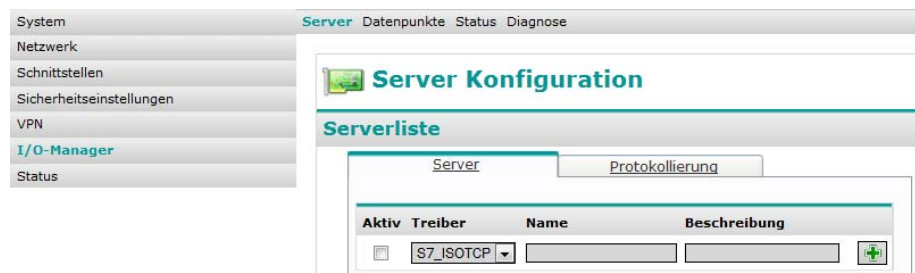 System
Netzwerk
Schnittstellen
Sicherheitseinstellungen
VPN
I/O-Manager
Status
Server Datenpunkte Status Diagnose
Server Konfiguration
Serverliste
Server Protokollierung
Aktiv Treiber Name Beschreibung
S7_ISOTCP